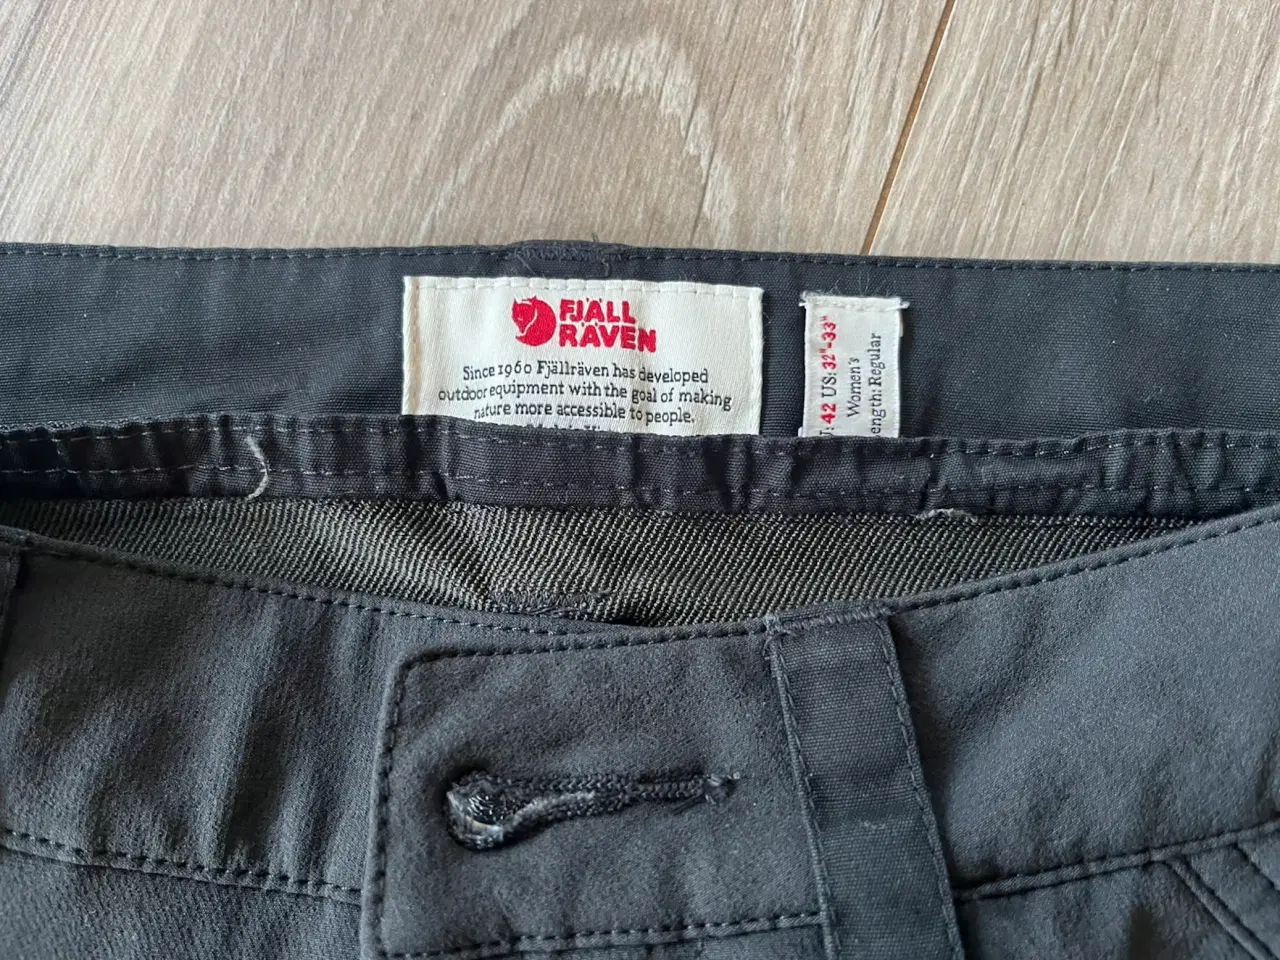 FJÄLL
RÄVEN
Since 1960 Fjällräven has developed
outdoor equipment with the goal of making
nature more accessible to people.
42 US: 32"-33"
Women's
Regular